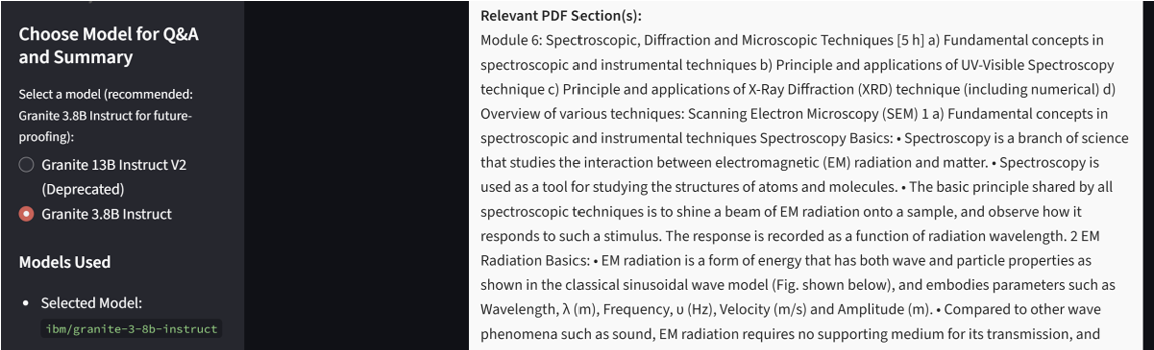 Choose Model for Q&A
and Summary
Select a model (recommended:
Granite 3.8B Instruct for future-
proofing):
Granite 13B Instruct V2
(Deprecated)
Granite 3.8B Instruct
Models Used
• Selected Model:
ibm/granite-3-8b-instruct
Relevant PDF Section(s):
Module 6: Spectroscopic, Diffraction and Microscopic Techniques [5 h] a) Fundamental concepts in
spectroscopic and instrumental techniques b) Principle and applications of UV-Visible Spectroscopy
technique c) Principle and applications of X-Ray Diffraction (XRD) technique (including numerical) d)
Overview of various techniques: Scanning Electron Microscopy (SEM) 1 a) Fundamental concepts in
spectroscopic and instrumental techniques Spectroscopy Basics: • Spectroscopy is a branch of science
that studies the interaction between electromagnetic (EM) radiation and matter. • Spectroscopy is
used as a tool for studying the structures of atoms and molecules. • The basic principle shared by all
spectroscopic techniques is to shine a beam of EM radiation onto a sample, and observe how it
responds to such a stimulus. The response is recorded as a function of radiation wavelength. 2 EM
Radiation Basics: • EM radiation is a form of energy that has both wave and particle properties as
shown in the classical sinusoidal wave model (Fig. shown below), and embodies parameters such as
Wavelength, λ (m), Frequency, υ (Hz), Velocity (m/s) and Amplitude (m). • Compared to other wave
phenomena such as sound, EM radiation requires no supporting medium for its transmission, and